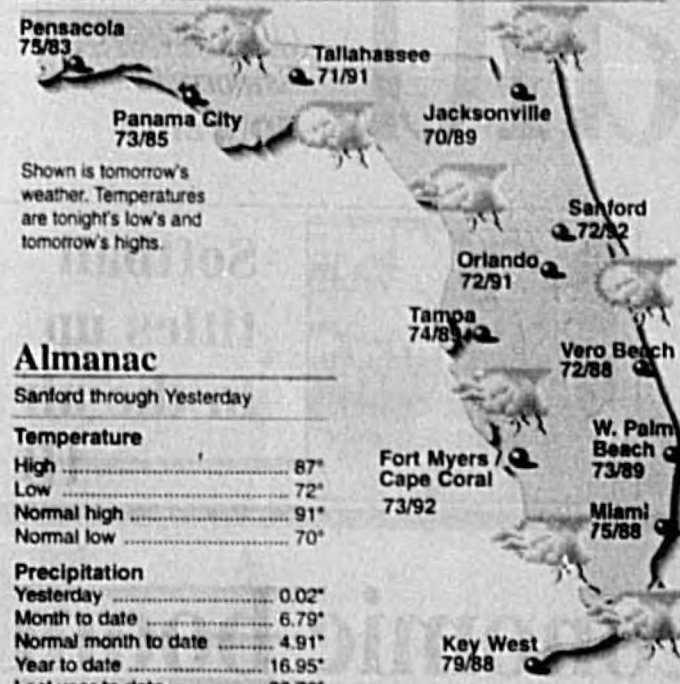 Pensacola
75/83
Tallahassee
71/91
Panama City
73/85
Jacksonville
70/89
Shown is tomorrow's
weather. Temperatures
are tonight's low's and
tomorrow's highs.
Sanford
72/92
Orlando
72/91
Tampa
74/89
Vero Beach
72/88
W. Palm
Beach
73/89
Fort Myers /
Cape Coral
73/92
Miami
75/88
Key West
79/88
Almanac
Sanford through Yesterday
Temperature
High ........................ 87°
Low ........................ 72°
Normal high ........................ 91°
Normal low ........................ 70°
Precipitation
Yesterday ........................ 0.02"
Month to date .................. 6.79"
Normal month to date ......... 4.91"
Year to date .................. 16.95"